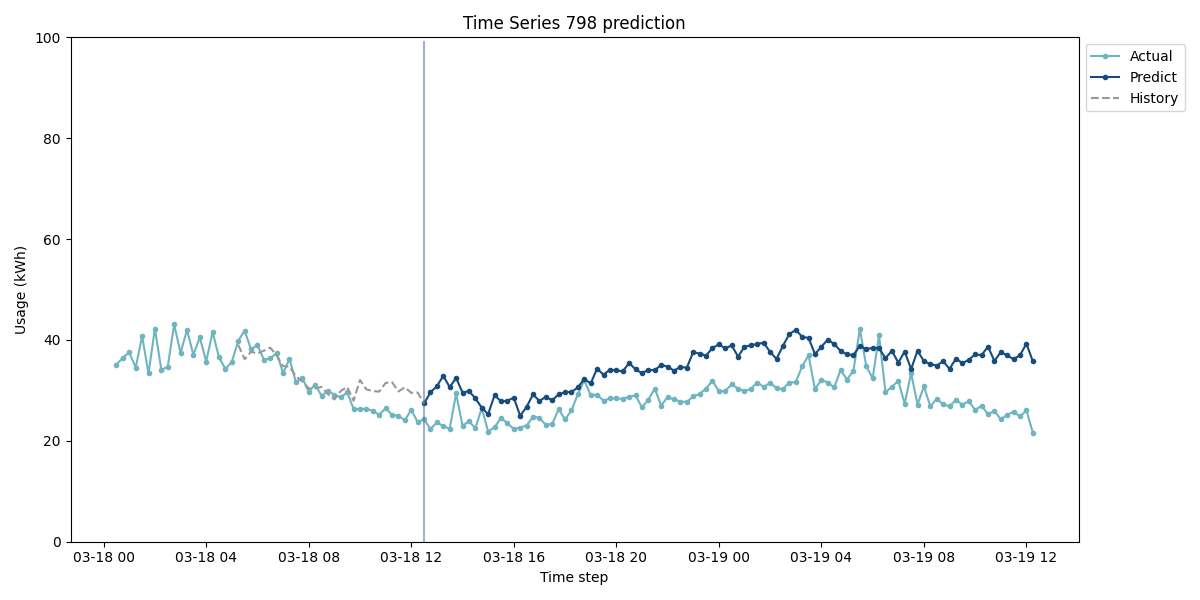 Time Series 798 prediction
Usage (kWh)
100
80
60
40
20
0
03-18 00
03-18 04
03-18 08
03-18 12
03-18 16
03-18 20
03-19 00
03-19 04
03-19 08
03-19 12
Time step
Actual
Predict
History